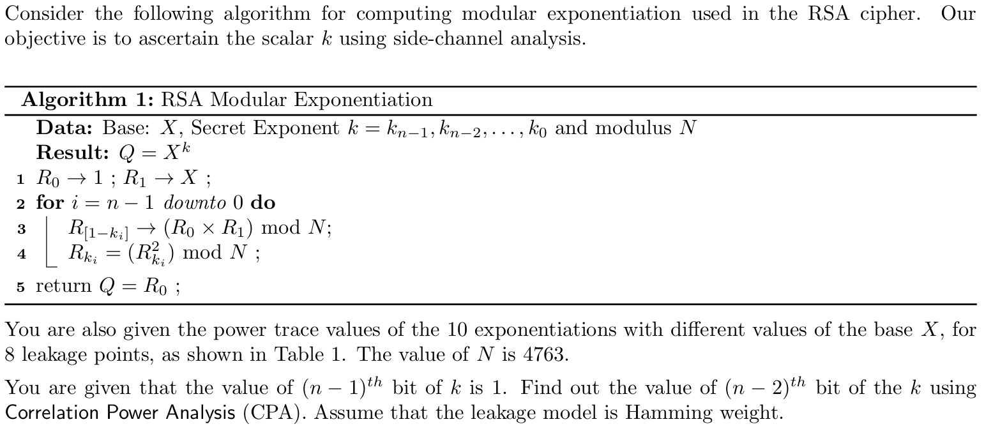 Consider the following algorithm for computing modular exponentiation used in the RSA cipher. Our
objective is to ascertain the scalar k using side-channel analysis.
Algorithm 1: RSA Modular Exponentiation
Data: Base: X, Secret Exponent k = k_{n−1}, k_{n−2}, . . . , k_0 and modulus N
Result: Q = X^k
1 R_0 → 1 ; R_1 → X ;
2 for i = n − 1 downto 0 do
3 R_{[1−k_i]} → (R_0 × R_1) mod N;
4 R_{k_i} = (R_{k_i}^2) mod N ;
5 return Q = R_0 ;
You are also given the power trace values of the 10 exponentiations with different values of the base X, for
8 leakage points, as shown in Table 1. The value of N is 4763.
You are given that the value of (n − 1)^{th} bit of k is 1. Find out the value of (n − 2)^{th} bit of the k using
Correlation Power Analysis (CPA). Assume that the leakage model is Hamming weight.